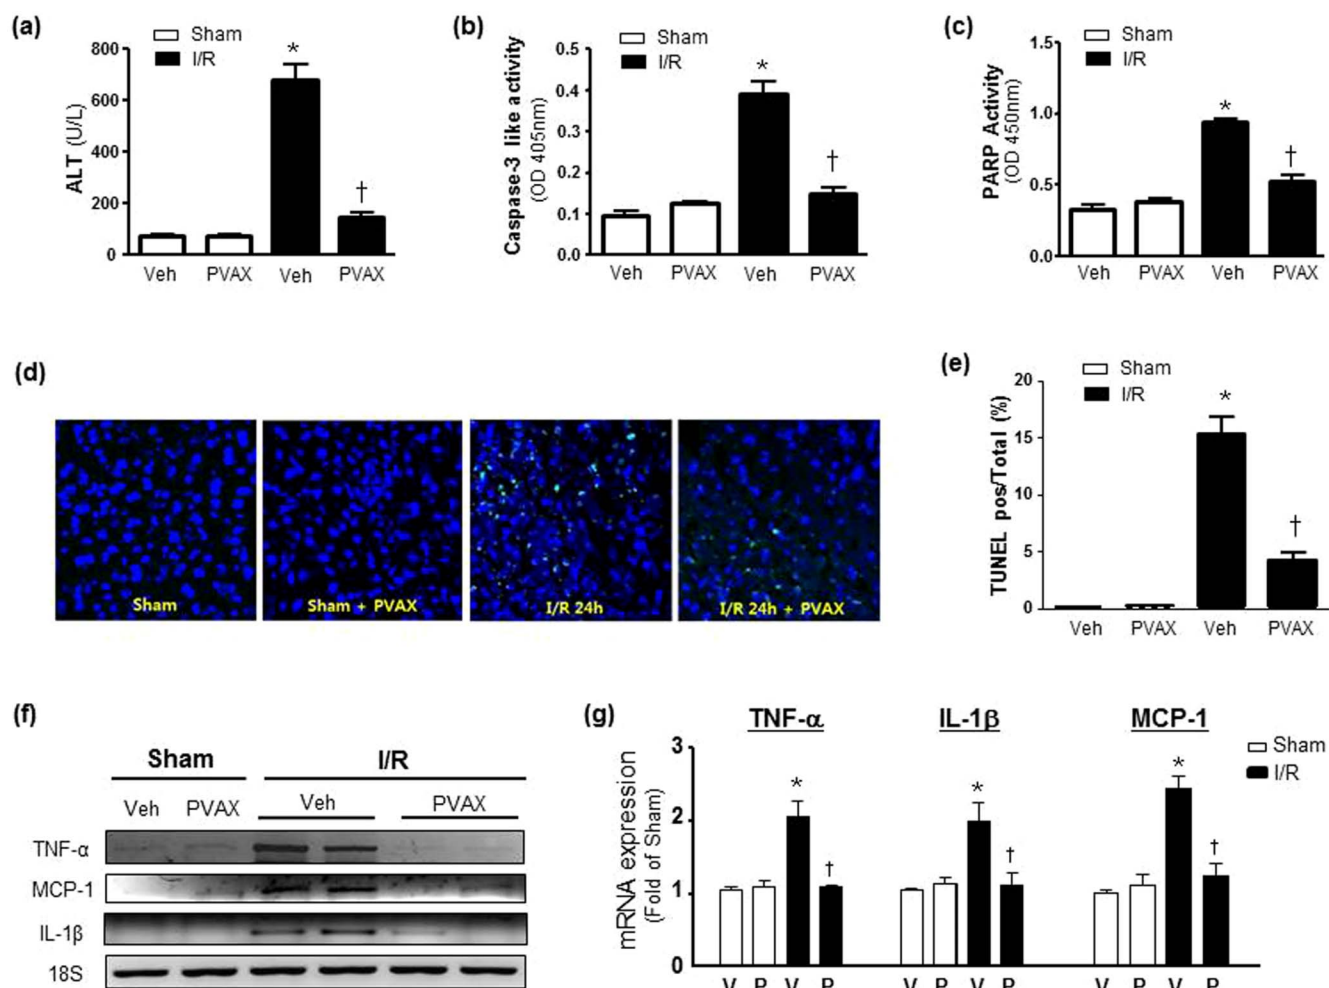 (a)
Sham
I/R
ALT (U/L)
800
600
400
200
0
*
†
Veh PVAX Veh PVAX
(b)
Sham
I/R
Caspase-3 like activity
(OD 405nm)
0.5
0.4
0.3
0.2
0.1
0.0
*
†
Veh PVAX Veh PVAX
(c)
Sham
I/R
PARP Activity
(OD 450nm)
1.5
1.0
0.5
0.0
*
†
Veh PVAX Veh PVAX
(d)
Sham
Sham + PVAX
I/R 24h
I/R 24h + PVAX
(e)
Sham
I/R
TUNEL pos/Total (%)
20
15
10
5
0
*
†
Veh PVAX Veh PVAX
(f)
Sham I/R
Veh PVAX Veh PVAX
TNF-α
MCP-1
IL-1β
18S
(g)
TNF-α IL-1β MCP-1
Sham
I/R
mRNA expression
(Fold of Sham)
3
2
1
0
* * *
† † †
V P V P V P V P V P V P